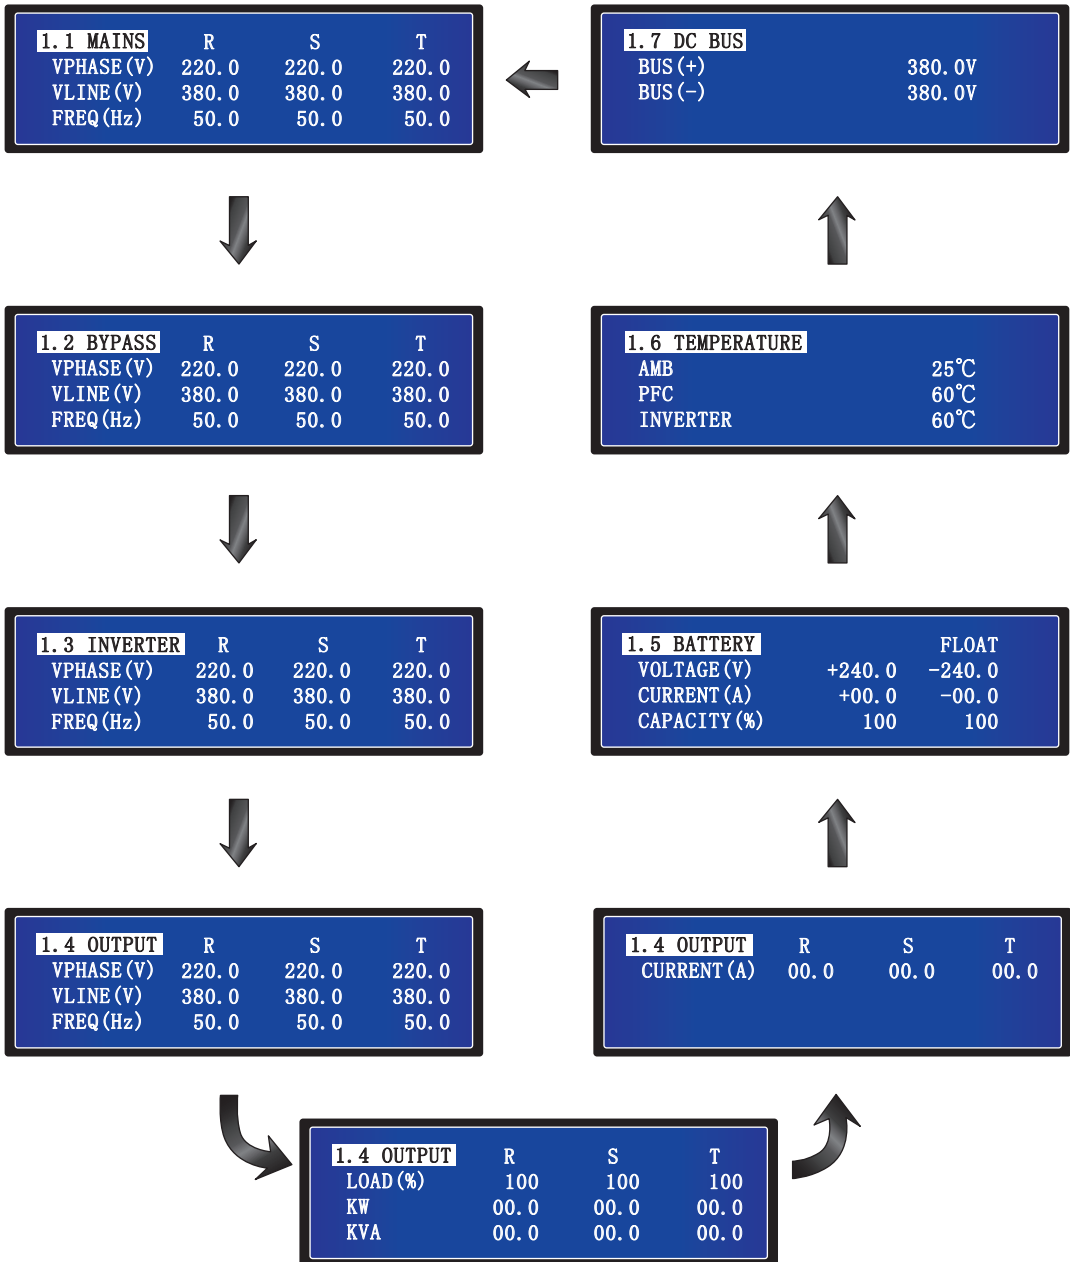 1.1 MAINS R S T
VPHASE(V) 220.0 220.0 220.0
VLINE(V) 380.0 380.0 380.0
FREQ(Hz) 50.0 50.0 50.0
1.2 BYPASS R S T
VPHASE(V) 220.0 220.0 220.0
VLINE(V) 380.0 380.0 380.0
FREQ(Hz) 50.0 50.0 50.0
1.3 INVERTER R S T
VPHASE(V) 220.0 220.0 220.0
VLINE(V) 380.0 380.0 380.0
FREQ(Hz) 50.0 50.0 50.0
1.4 OUTPUT R S T
VPHASE(V) 220.0 220.0 220.0
VLINE(V) 380.0 380.0 380.0
FREQ(Hz) 50.0 50.0 50.0
1.4 OUTPUT R S T
LOAD(%) 100 100 100
KW 00.0 00.0 00.0
KVA 00.0 00.0 00.0
1.4 OUTPUT R S T
CURRENT(A) 00.0 00.0 00.0
1.5 BATTERY FLOAT
VOLTAGE(V) +240.0 -240.0
CURRENT(A) +00.0 -00.0
CAPACITY(%) 100 100
1.6 TEMPERATURE
AMB 25℃
PFC 60℃
INVERTER 60℃
1.7 DC BUS
BUS(+) 380.0V
BUS(-) 380.0V